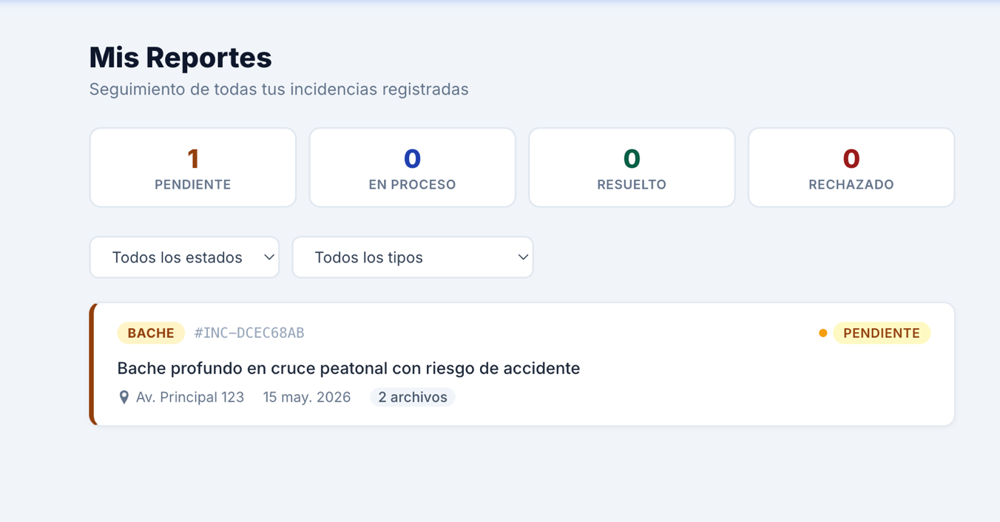 Mis Reportes
Seguimiento de todas tus incidencias registradas
1
PENDIENTE
0
EN PROCESO
0
RESUELTO
0
RECHAZADO
Todos los estados
Todos los tipos
BACHE #INC-DCEC68AB PENDIENTE
Bache profundo en cruce peatonal con riesgo de accidente
Av. Principal 123 15 may. 2026 2 archivos